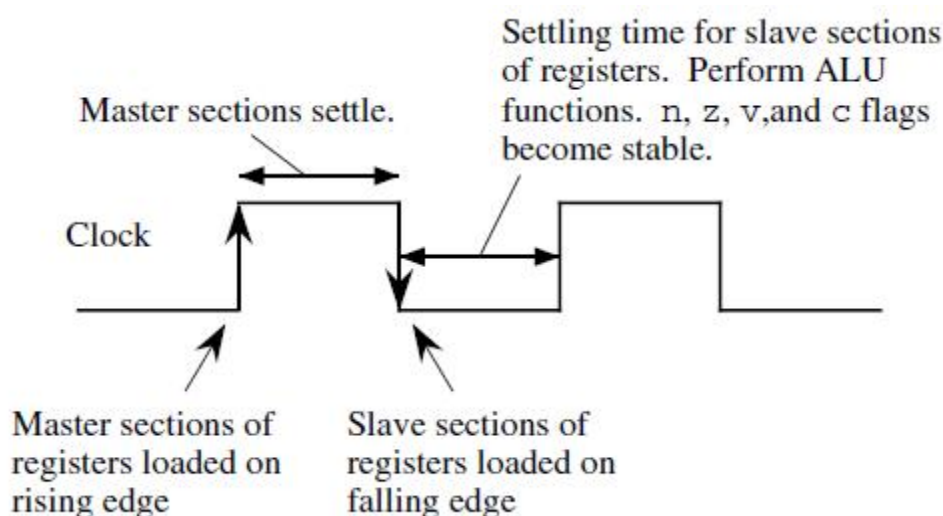 Settling time for slave sections
of registers. Perform ALU
functions. n, z, v,and c flags
become stable.
Master sections settle.
Clock
Master sections of
registers loaded on
rising edge
Slave sections of
registers loaded on
falling edge